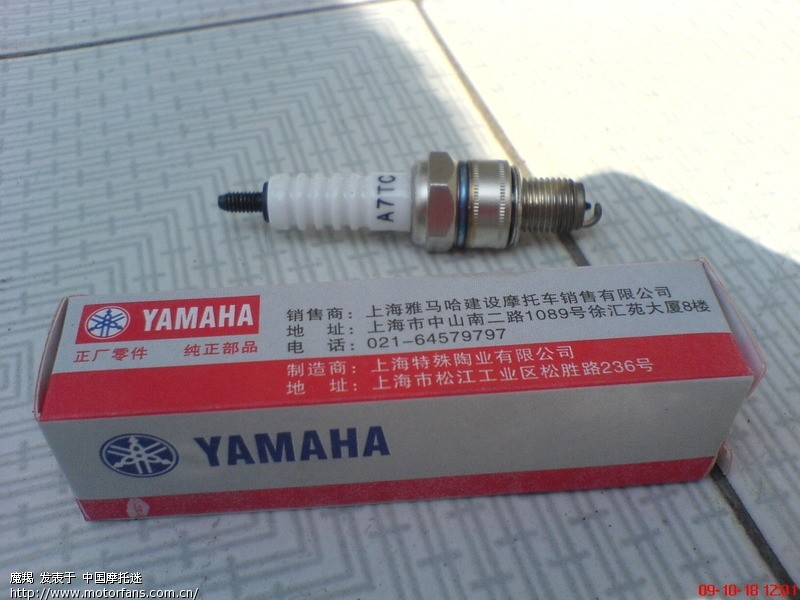 A7TC
YAMAHA
正厂零件 纯正部品
销售商：上海雅马哈建设摩托车销售有限公司
地 址：上海市中山南二路1089号徐汇苑大厦8楼
电 话：021-64579797
制造商：上海特殊陶业有限公司
地 址：上海市松江工业区松胜路236号
YAMAHA
魔羯 发表于 中国摩托迷
http://www.motorfans.com.cn/
09-10-18 12:01